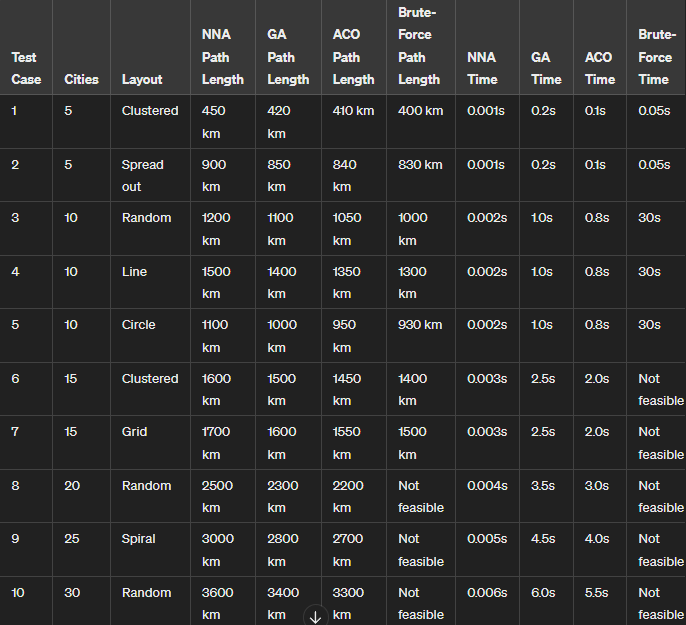 Test Case | Cities | Layout | NNA Path Length | GA Path Length | ACO Path Length | Brute-Force Path Length | NNA Time | GA Time | ACO Time | Brute-Force Time
1 | 5 | Clustered | 450 km | 420 km | 410 km | 400 km | 0.001s | 0.2s | 0.1s | 0.05s
2 | 5 | Spread out | 900 km | 850 km | 840 km | 830 km | 0.001s | 0.2s | 0.1s | 0.05s
3 | 10 | Random | 1200 km | 1100 km | 1050 km | 1000 km | 0.002s | 1.0s | 0.8s | 30s
4 | 10 | Line | 1500 km | 1400 km | 1350 km | 1300 km | 0.002s | 1.0s | 0.8s | 30s
5 | 10 | Circle | 1100 km | 1000 km | 950 km | 930 km | 0.002s | 1.0s | 0.8s | 30s
6 | 15 | Clustered | 1600 km | 1500 km | 1450 km | 1400 km | 0.003s | 2.5s | 2.0s | Not feasible
7 | 15 | Grid | 1700 km | 1600 km | 1550 km | 1500 km | 0.003s | 2.5s | 2.0s | Not feasible
8 | 20 | Random | 2500 km | 2300 km | 2200 km | Not feasible | 0.004s | 3.5s | 3.0s | Not feasible
9 | 25 | Spiral | 3000 km | 2800 km | 2700 km | Not feasible | 0.005s | 4.5s | 4.0s | Not feasible
10 | 30 | Random | 3600 km | 3400 km | 3300 km | Not feasible | 0.006s | 6.0s | 5.5s | Not feasible